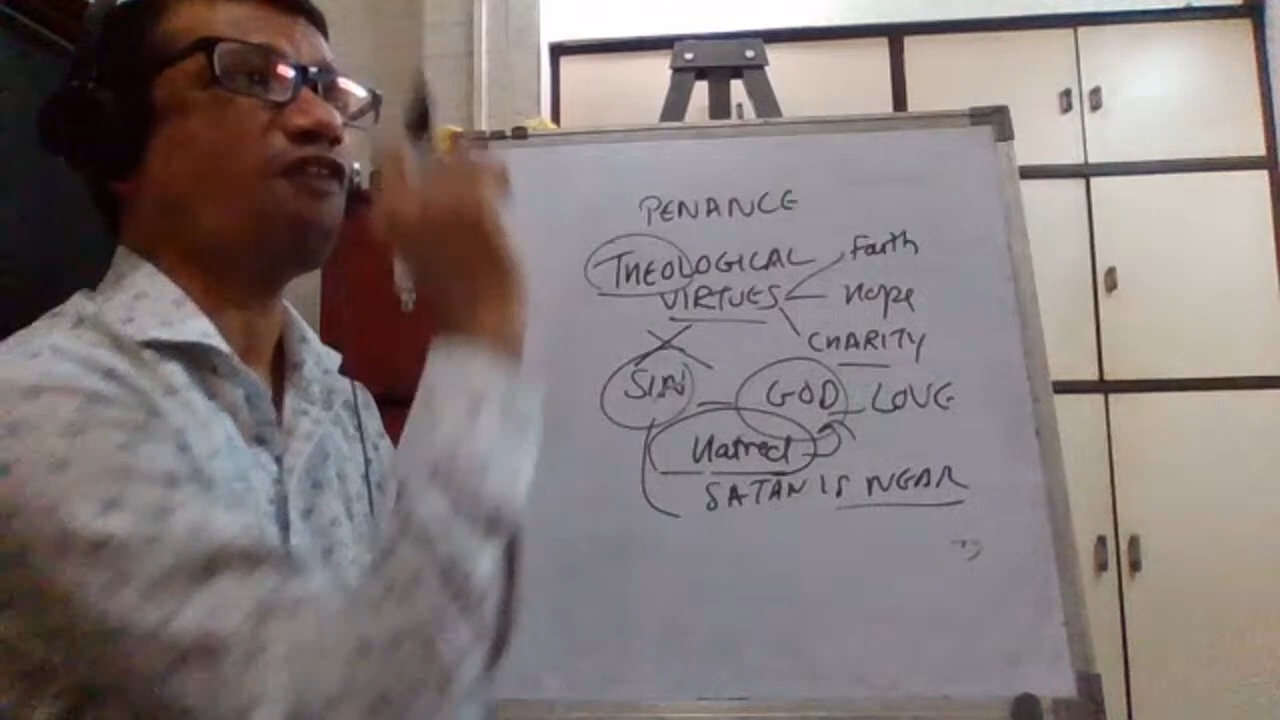 PENANCE
THEOLOGICAL
VIRTUES
Faith
Hope
CHARITY
SIN GOD LOVE
Hatred
SATAN IS NEAR